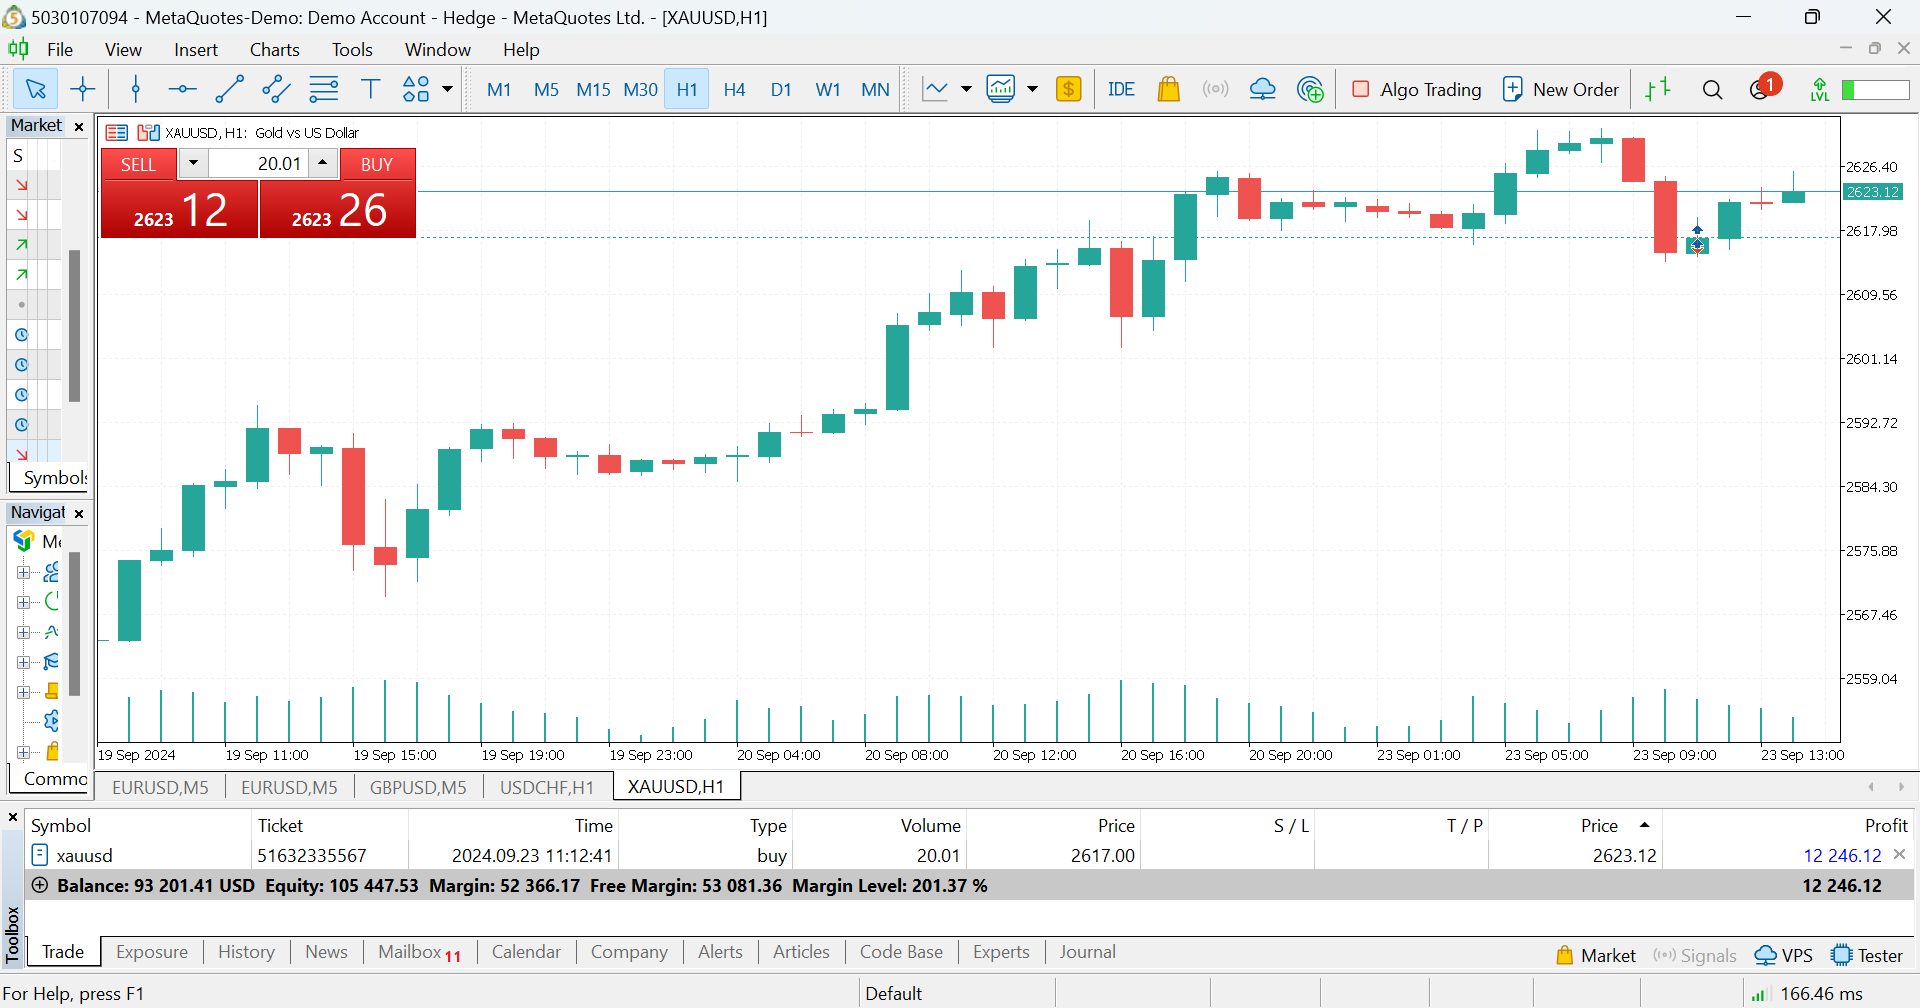 5030107094 - MetaQuotes-Demo: Demo Account - Hedge - MetaQuotes Ltd. - [XAUUSD,H1]
File View Insert Charts Tools Window Help
M1 M5 M15 M30 H1 H4 D1 W1 MN IDE Algo Trading New Order 1 LVL
Market
S
Symbols
Navigat
Me
Commo
XAUUSD, H1: Gold vs US Dollar
SELL 20.01 BUY
2623 12 2623 26
2626.40
2623.12
2617.98
2609.56
2601.14
2592.72
2584.30
2575.88
2567.46
2559.04
19 Sep 2024 19 Sep 11:00 19 Sep 15:00 19 Sep 19:00 19 Sep 23:00 20 Sep 04:00 20 Sep 08:00 20 Sep 12:00 20 Sep 16:00 20 Sep 20:00 23 Sep 01:00 23 Sep 05:00 23 Sep 09:00 23 Sep 13:00
EURUSD,M5 EURUSD,M5 GBPUSD,M5 USDCHF,H1 XAUUSD,H1
Symbol Ticket Time Type Volume Price S / L T / P Price Profit
xauusd 51632335567 2024.09.23 11:12:41 buy 20.01 2617.00 2623.12 12 246.12
Balance: 93 201.41 USD Equity: 105 447.53 Margin: 52 366.17 Free Margin: 53 081.36 Margin Level: 201.37 % 12 246.12
Toolbox
Trade Exposure History News Mailbox 11 Calendar Company Alerts Articles Code Base Experts Journal Market Signals VPS Tester
For Help, press F1 Default 166.46 ms